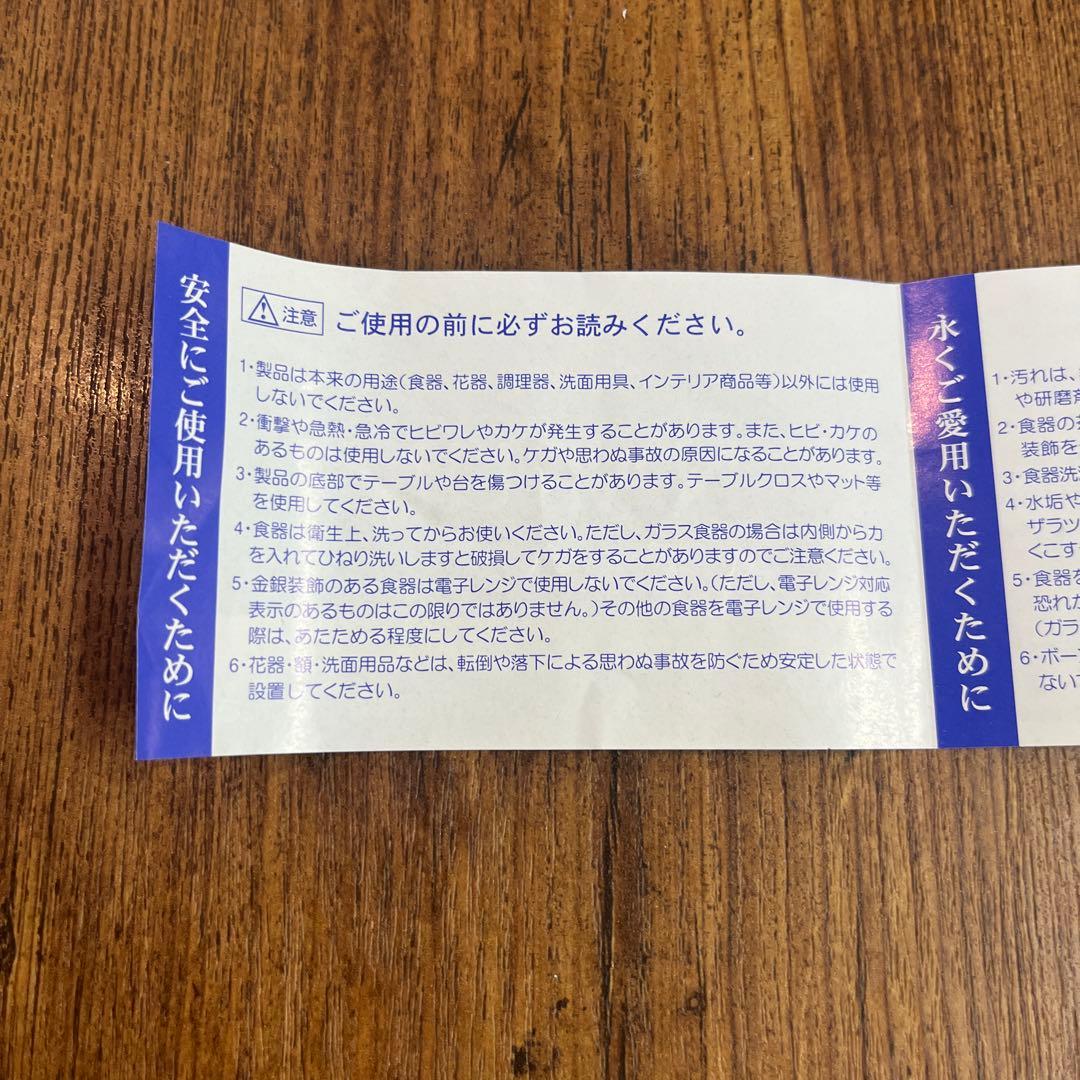 安全にご使用いただくために
注意 ご使用の前に必ずお読みください。
1・製品は本来の用途(食器、花器、調理器、洗面用具、インテリア商品等)以外には使用
しないでください。
2・衝撃や急熱・急冷でヒビワレやカケが発生することがあります。また、ヒビ・カケの
あるものは使用しないでください。ケガや思わぬ事故の原因になることがあります。
3・製品の底部でテーブルや台を傷つけることがあります。テーブルクロスやマット等
を使用してください。
4・食器は衛生上、洗ってからお使いください。ただし、ガラス食器の場合は内側から力
を入れてひねり洗いしますと破損してケガをすることがありますのでご注意ください。
5・金銀装飾のある食器は電子レンジで使用しないでください。(ただし、電子レンジ対応
表示のあるものはこの限りではありません。)その他の食器を電子レンジで使用する
際は、あたためる程度にしてください。
6・花器・額・洗面用品などは、転倒や落下による思わぬ事故を防ぐため安定した状態で
設置してください。
永くご愛用いただくために
1・汚れは、
や研磨
2・食器の
装飾を
3・食器洗
4・水垢や
ザラツ
くこす
5・食器を
恐れが
(ガラ
6・ボー
ない